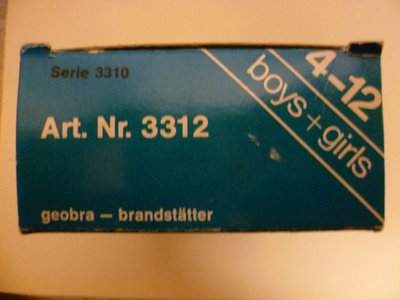 Serie 3310
4-12
boys + girls
Art. Nr. 3312
geobra — brandstätter